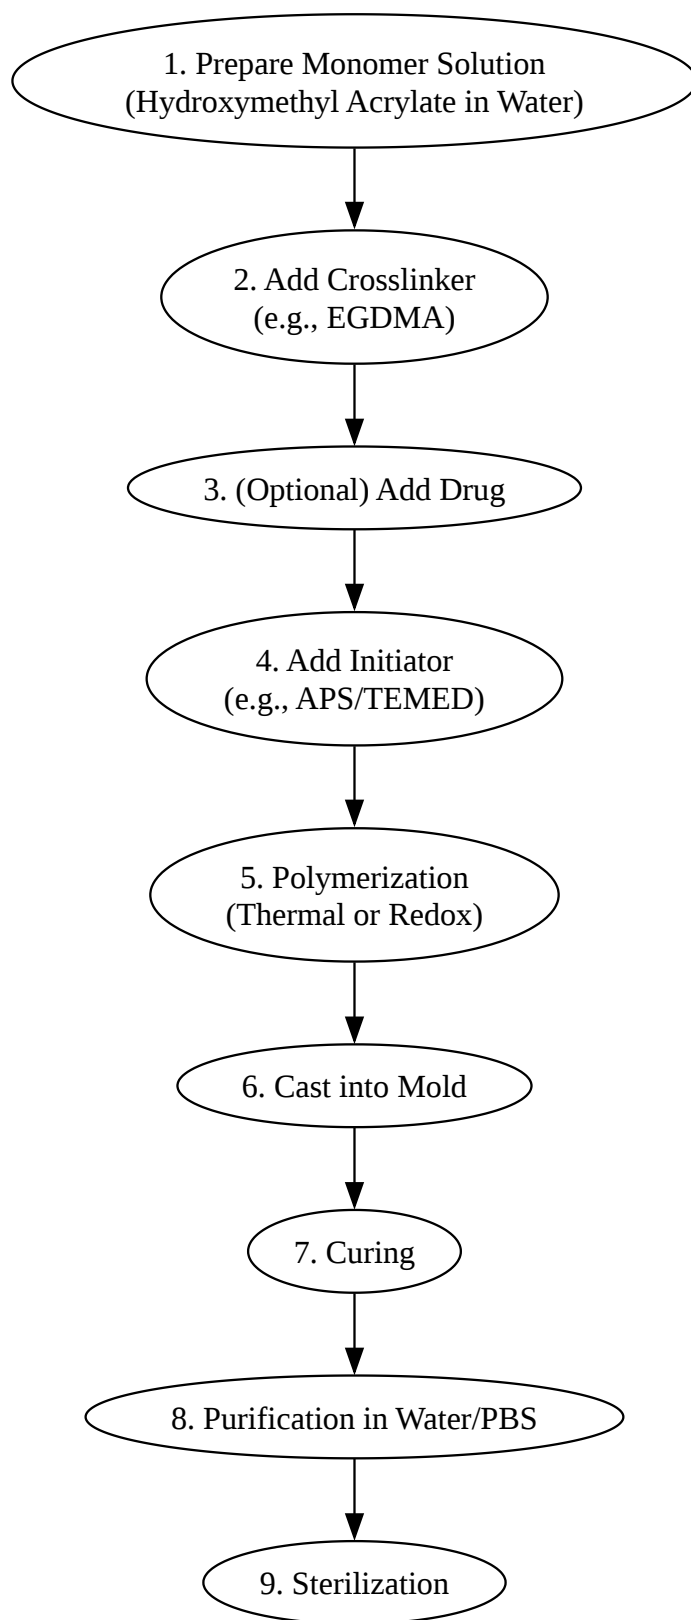 1. Prepare Monomer Solution
(Hydroxymethyl Acrylate in Water)
2. Add Crosslinker
(e.g., EGDMA)
3. (Optional) Add Drug
4. Add Initiator
(e.g., APS/TEMED)
5. Polymerization
(Thermal or Redox)
6. Cast into Mold
7. Curing
8. Purification in Water/PBS
9. Sterilization